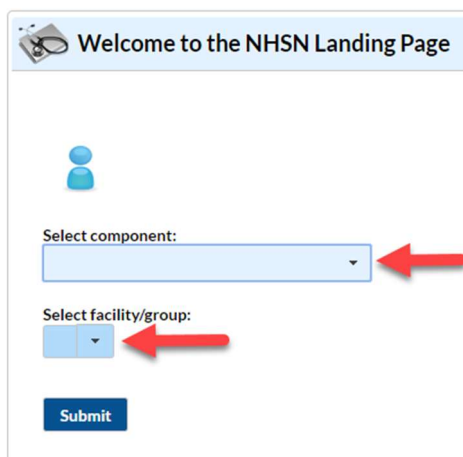 Welcome to the NHSN Landing Page
Select component:
Select facility/group:
Submit